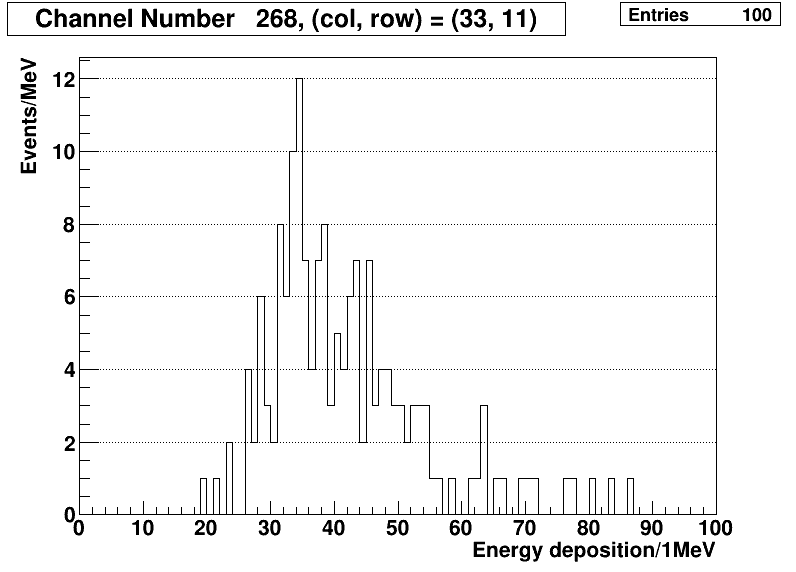 Channel Number 268, (col, row) = (33, 11)
Entries 100
Events/MeV
12
10
8
6
4
2
0
0 10 20 30 40 50 60 70 80 90 100
Energy deposition/1MeV